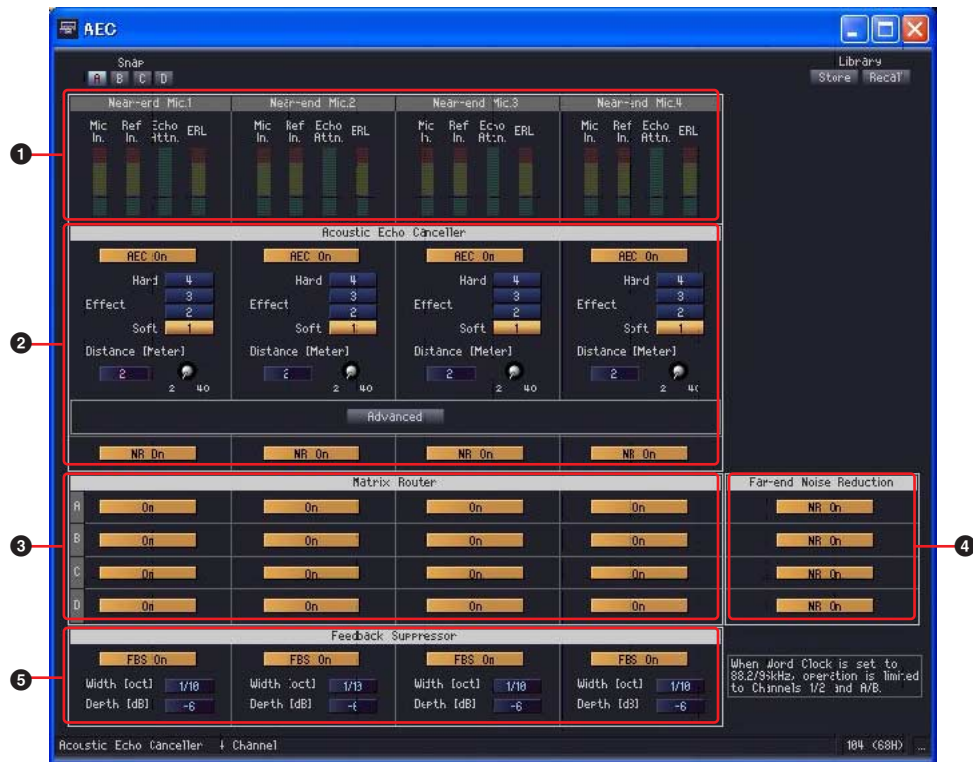 AEC
Snap
Library
A B C D
Store Recall
Near-end Mic.1 Near-end Mic.2 Near-end Mic.3 Near-end Mic.4
Mic In. Ref In. Echo Attn. ERL Mic In. Ref In. Echo Attn. ERL Mic In. Ref In. Echo Attn. ERL Mic In. Ref In. Echo Attn. ERL
1
Acoustic Echo Canceller
AEC On AEC On AEC On AEC On
Hard 4 Hard 4 Hard 4 Hard 4
3 3 3 3
Effect Effect Effect Effect
2 2 2 2
Soft 1 Soft 1 Soft 1 Soft 1
2
Distance [Meter] Distance [Meter] Distance [Meter] Distance [Meter]
2 2 2 2
2 40 2 40 2 40 2 40
Advanced
NR On NR On NR On NR On
Matrix Router Far-end Noise Reduction
A On On On On NR On
B On On On On NR On
3 4
C On On On On NR On
D On On On On NR On
Feedback Suppressor
FBS On FBS On FBS On FBS On
5
Width [oct] 1/10 Width [oct] 1/10 Width [oct] 1/10 Width [oct] 1/10
Depth [dB] -6 Depth [dB] -6 Depth [dB] -6 Depth [dB] -6
When Word Clock is set to
88.2/96kHz, operation is limited
to Channels 1/2 and A/B.
Acoustic Echo Canceller 4 Channel 104 (68H) ...